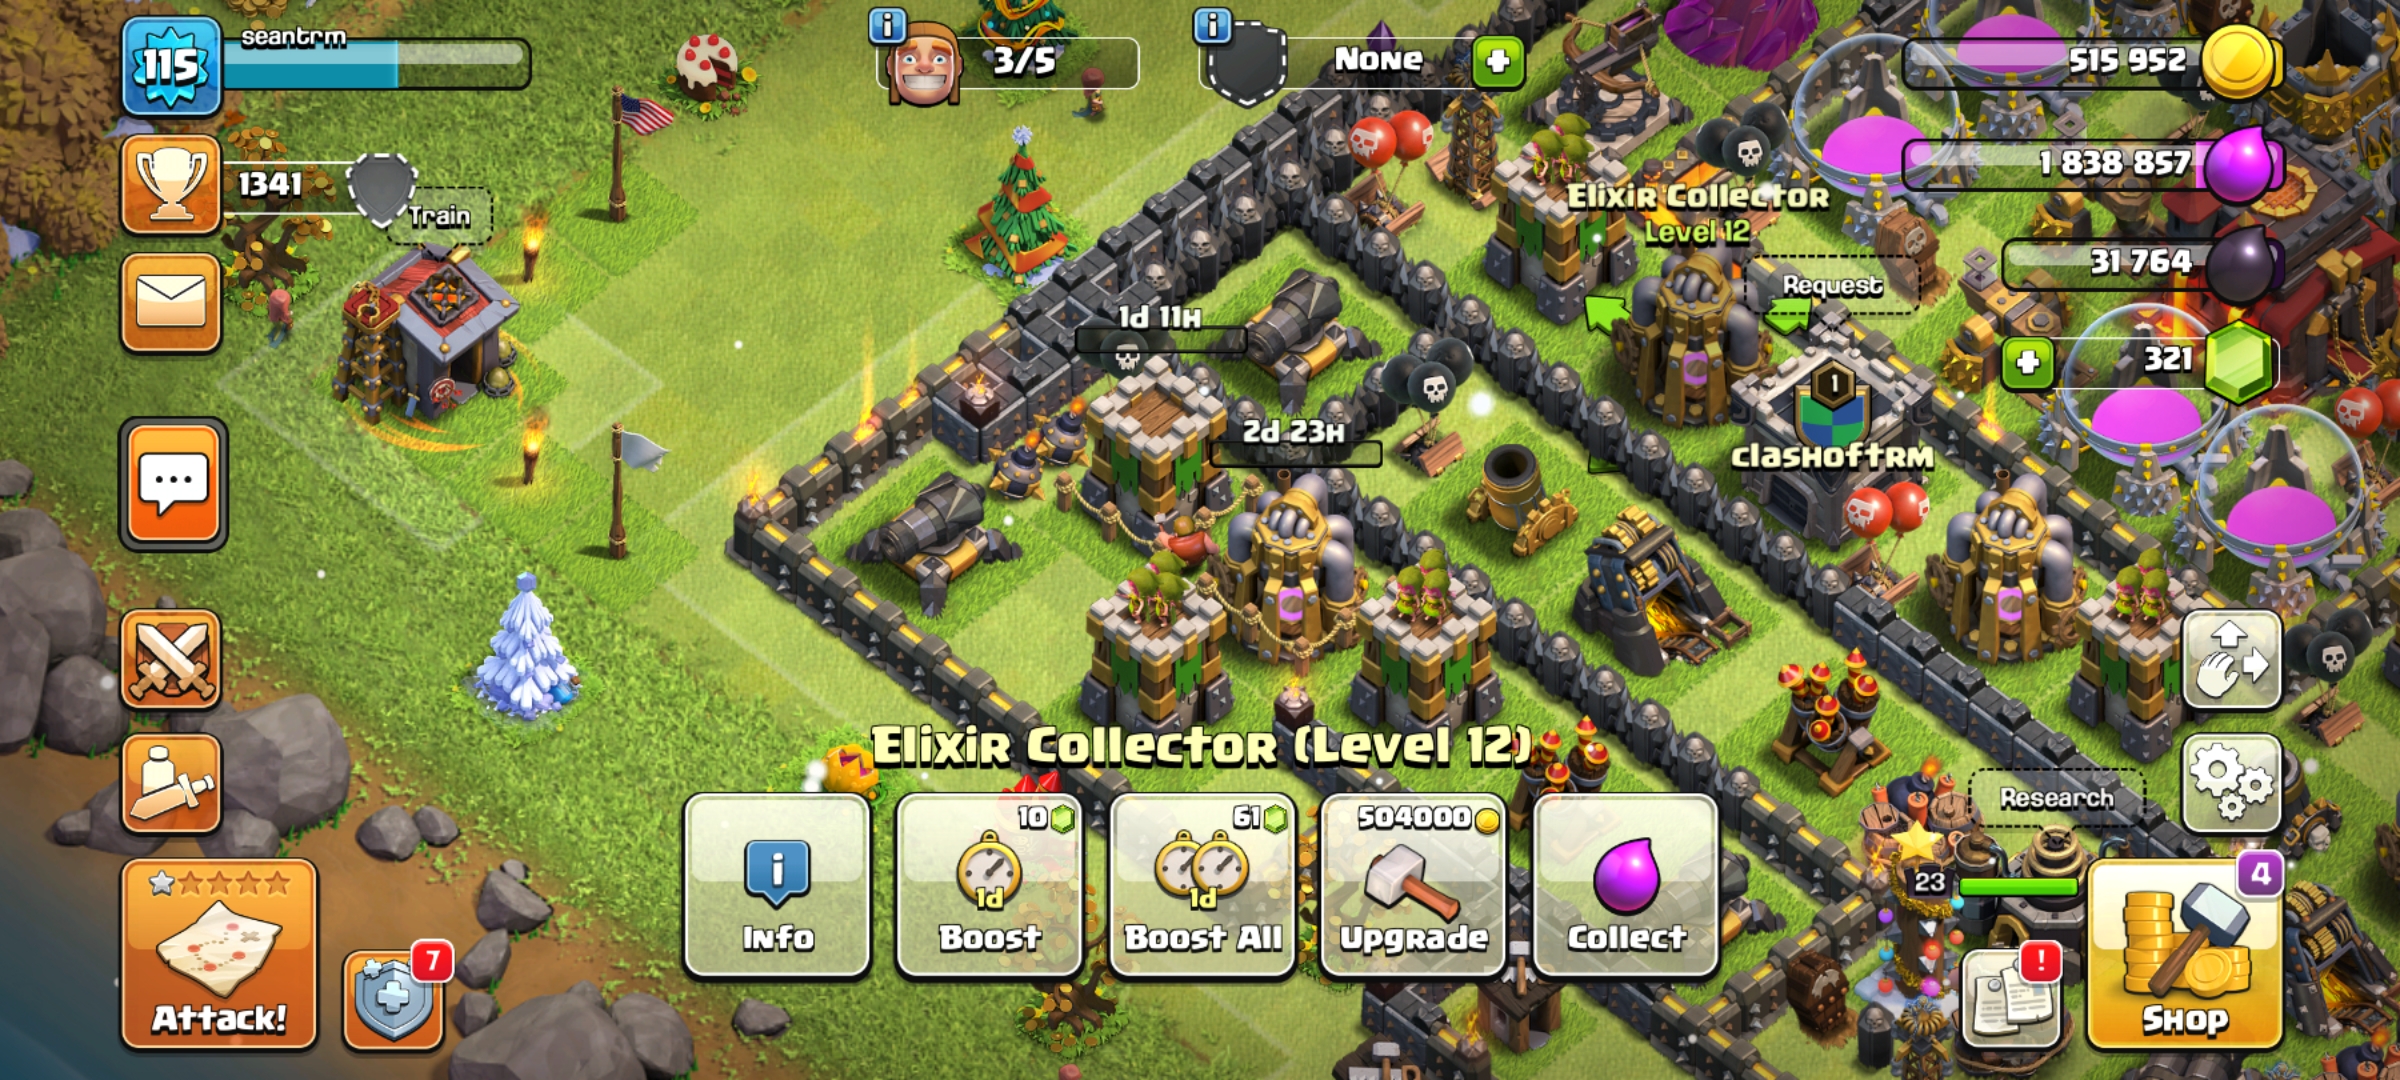 115
seantrm
3/5
None
515 952
1341
Train
1 838 857
Elixir Collector
Level 12
31 764
Request
1d 11H
321
1
2d 23H
clashoftRM
Elixir Collector (Level 12)
Research
10
61
504000
1d
1d
Info
Boost
Boost All
Upgrade
Collect
23
4
7
!
Attack!
Shop